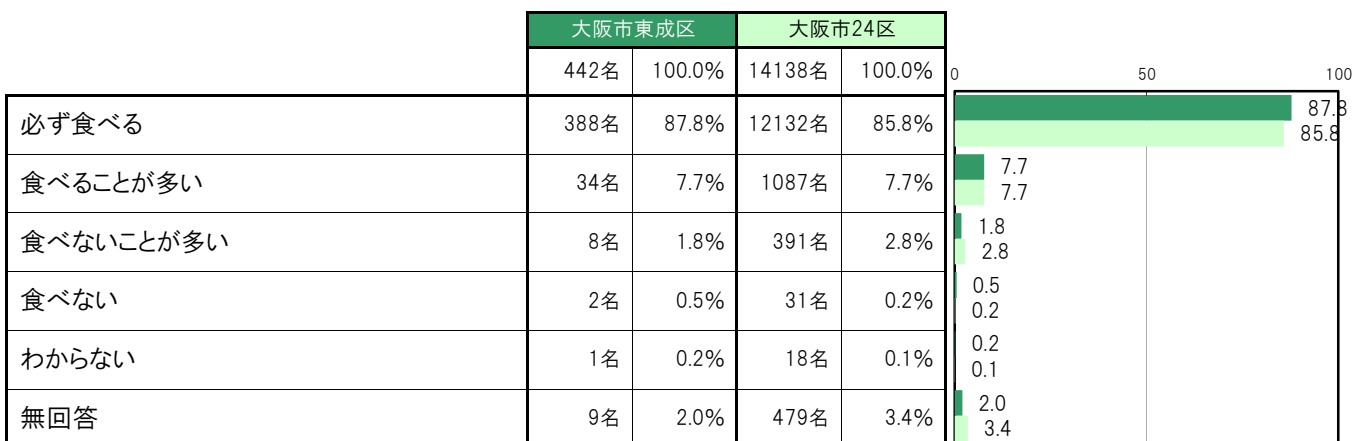 大阪市東成区 大阪市24区
442名 100.0% 14138名 100.0% 0 50 100
必ず食べる 388名 87.8% 12132名 85.8% 87.8
85.8
食べることが多い 34名 7.7% 1087名 7.7% 7.7
7.7
食べないことが多い 8名 1.8% 391名 2.8% 1.8
2.8
食べない 2名 0.5% 31名 0.2% 0.5
0.2
わからない 1名 0.2% 18名 0.1% 0.2
0.1
無回答 9名 2.0% 479名 3.4% 2.0
3.4